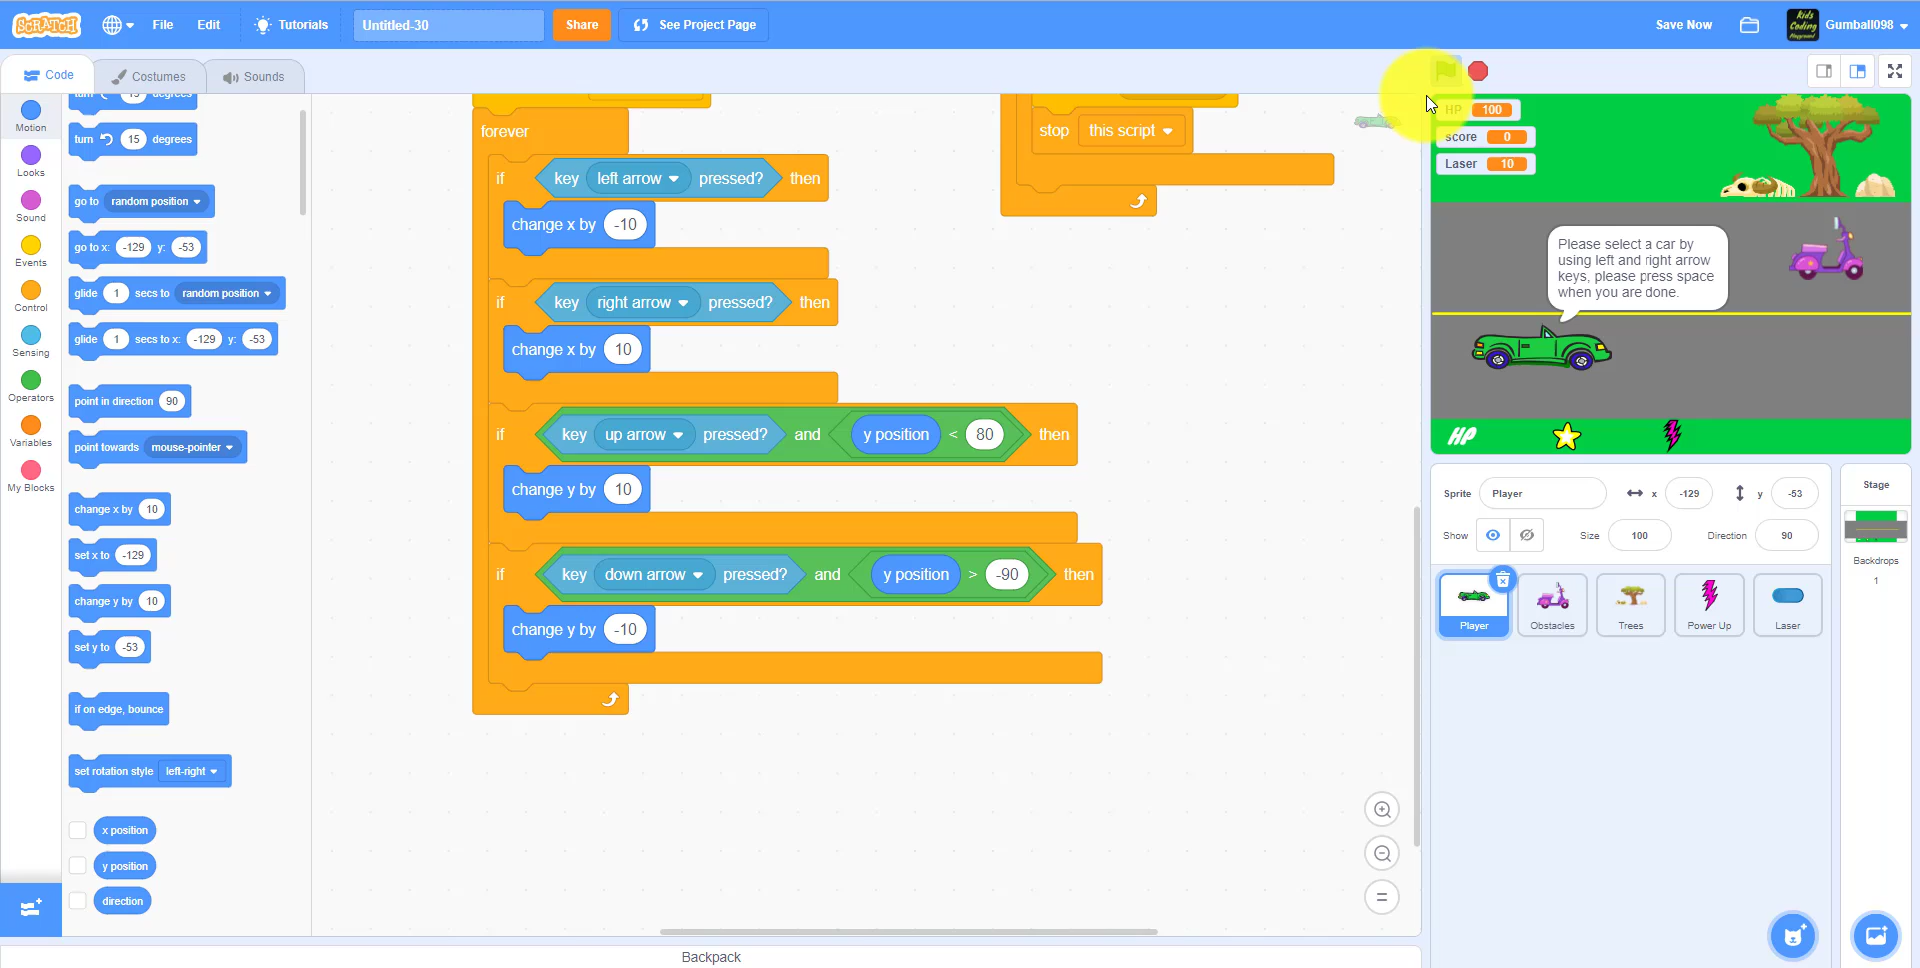 SCRATCH
File
Edit
Tutorials
Untitled-30
Share
See Project Page
Save Now
Kids Coding Playground
Gumball098
Code
Costumes
Sounds
Motion
Looks
Sound
Events
Control
Sensing
Operators
Variables
My Blocks
turn 15 degrees
turn 15 degrees
go to random position
go to x: -129 y: -53
glide 1 secs to random position
glide 1 secs to x: -129 y: -53
point in direction 90
point towards mouse-pointer
change x by 10
set x to -129
change y by 10
set y to -53
if on edge, bounce
set rotation style left-right
x position
y position
direction
forever
if key left arrow pressed? then
change x by -10
if key right arrow pressed? then
change x by 10
if key up arrow pressed? and y position < 80 then
change y by 10
if key down arrow pressed? and y position > -90 then
change y by -10
stop this script
Backpack
HP 100
score 0
Laser 10
Please select a car by
using left and right arrow
keys, please press space
when you are done.
HP
Sprite Player x -129 y -53
Show Size 100 Direction 90
Player
Obstacles
Trees
Power Up
Laser
Stage
Backdrops
1